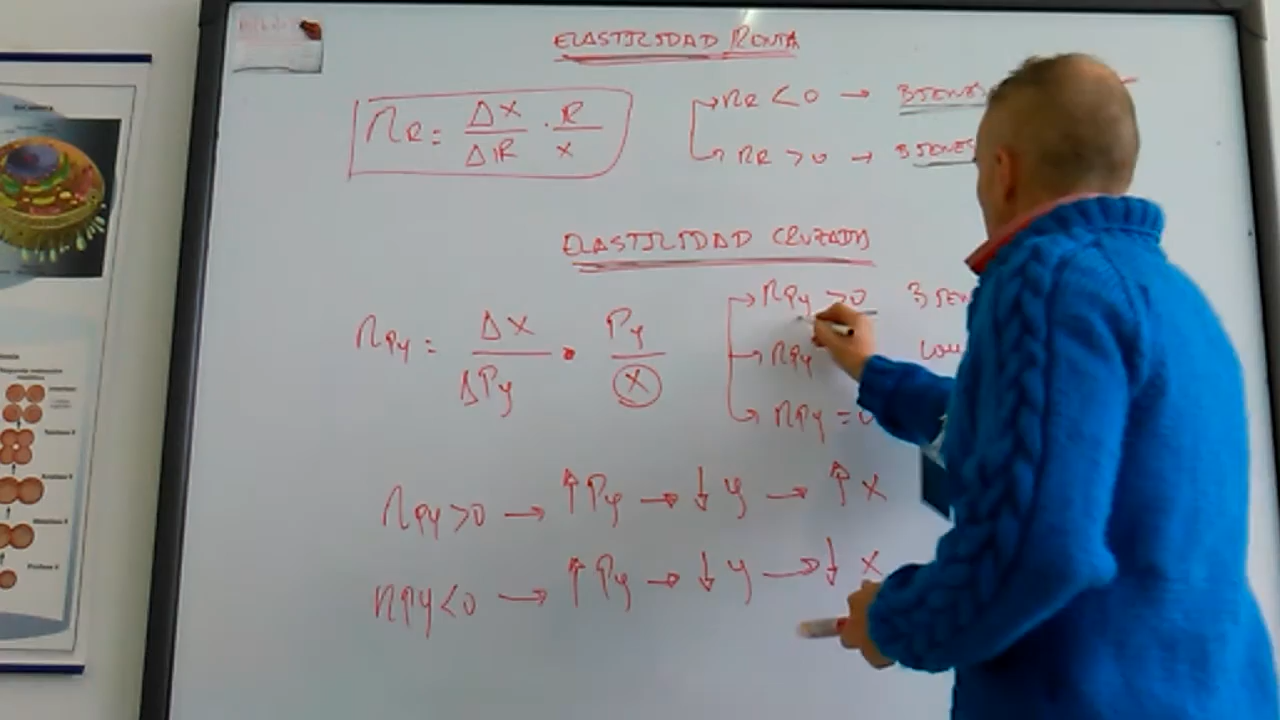 ELASTICIDAD RENTA
ηR = ΔX/ΔR · R/X
ηR < 0 → BIENES
ηR > 0 → BIENES
ELASTICIDAD CRUZADA
ηPy = ΔX/ΔPy · Py/X
→ ηPy > 0
→ ηPy
→ ηPy = 0
ηPy > 0 → ↑ Py → ↓ y → ↑ X
ηPy < 0 → ↑ Py → ↓ y → ↓ X